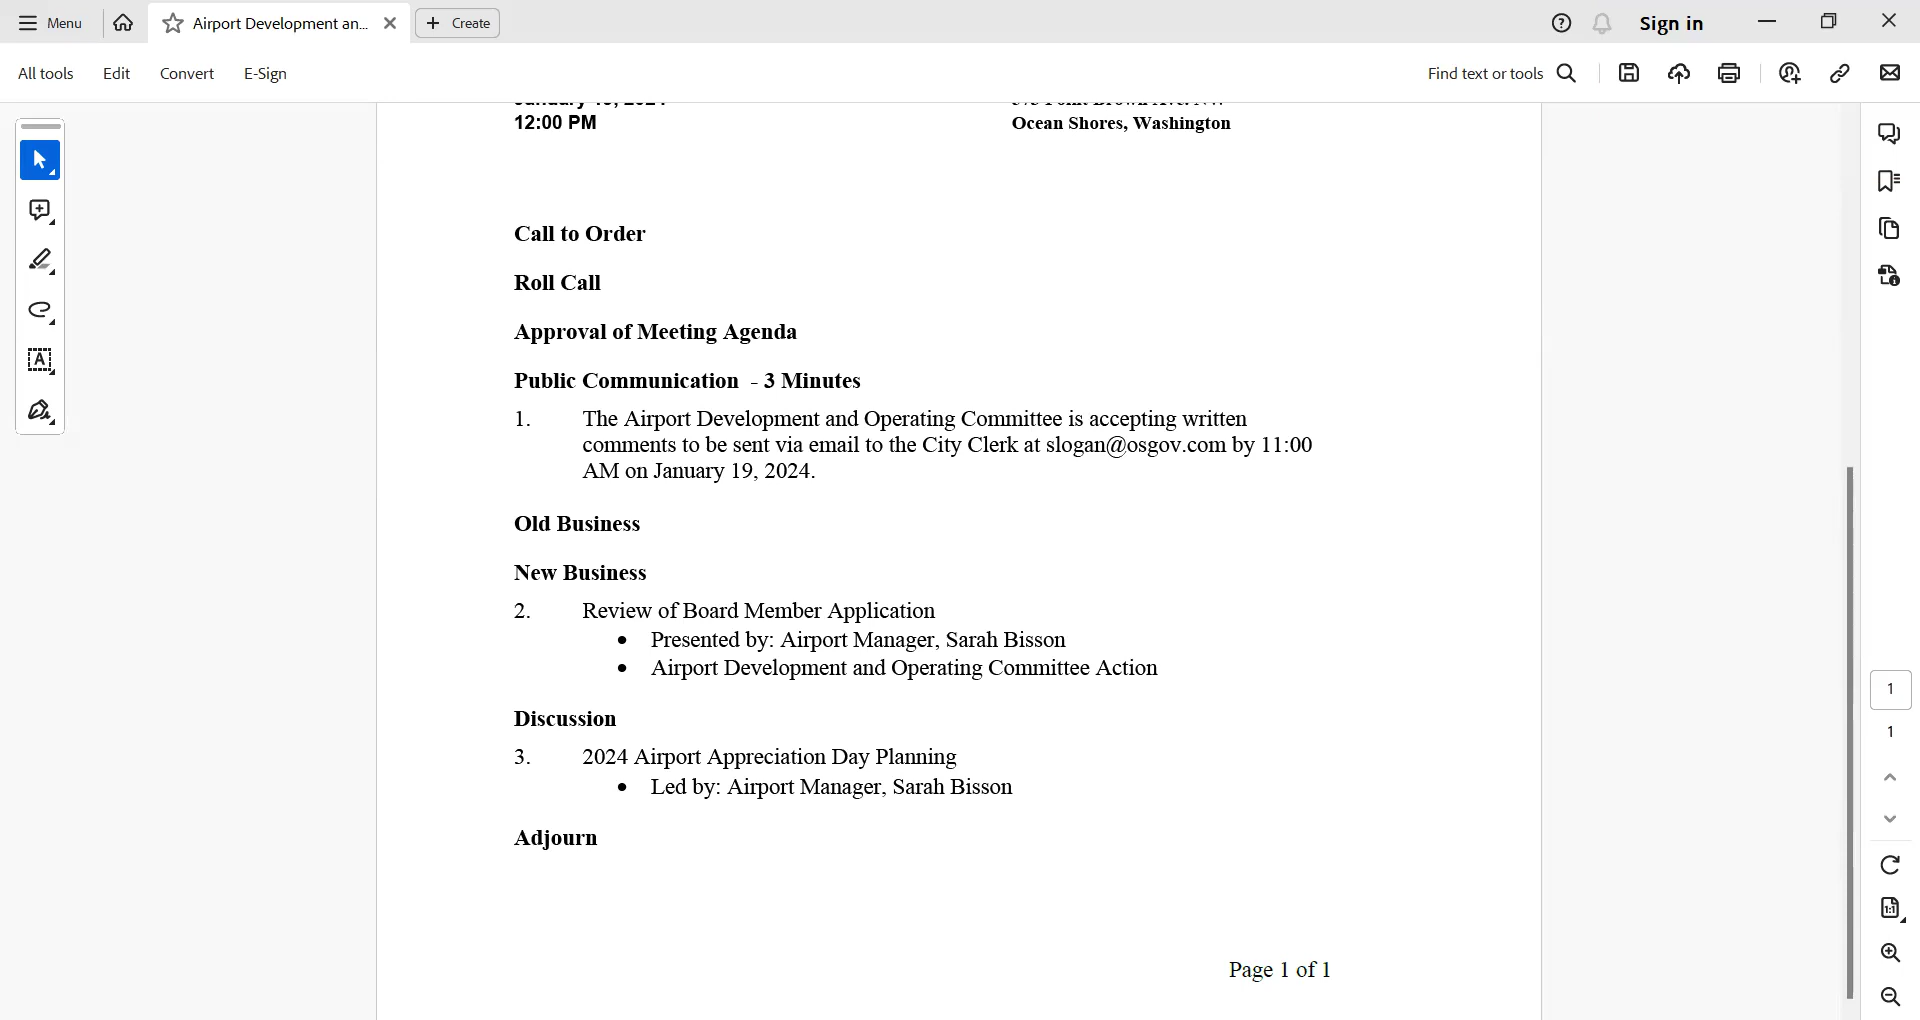 Menu
Airport Development an...
Create
Sign in
All tools
Edit
Convert
E-Sign
Find text or tools
12:00 PM
Ocean Shores, Washington
Call to Order
Roll Call
Approval of Meeting Agenda
Public Communication - 3 Minutes
1. The Airport Development and Operating Committee is accepting written
comments to be sent via email to the City Clerk at slogan@osgov.com by 11:00
AM on January 19, 2024.
Old Business
New Business
2. Review of Board Member Application
• Presented by: Airport Manager, Sarah Bisson
• Airport Development and Operating Committee Action
Discussion
3. 2024 Airport Appreciation Day Planning
• Led by: Airport Manager, Sarah Bisson
Adjourn
Page 1 of 1
1
1